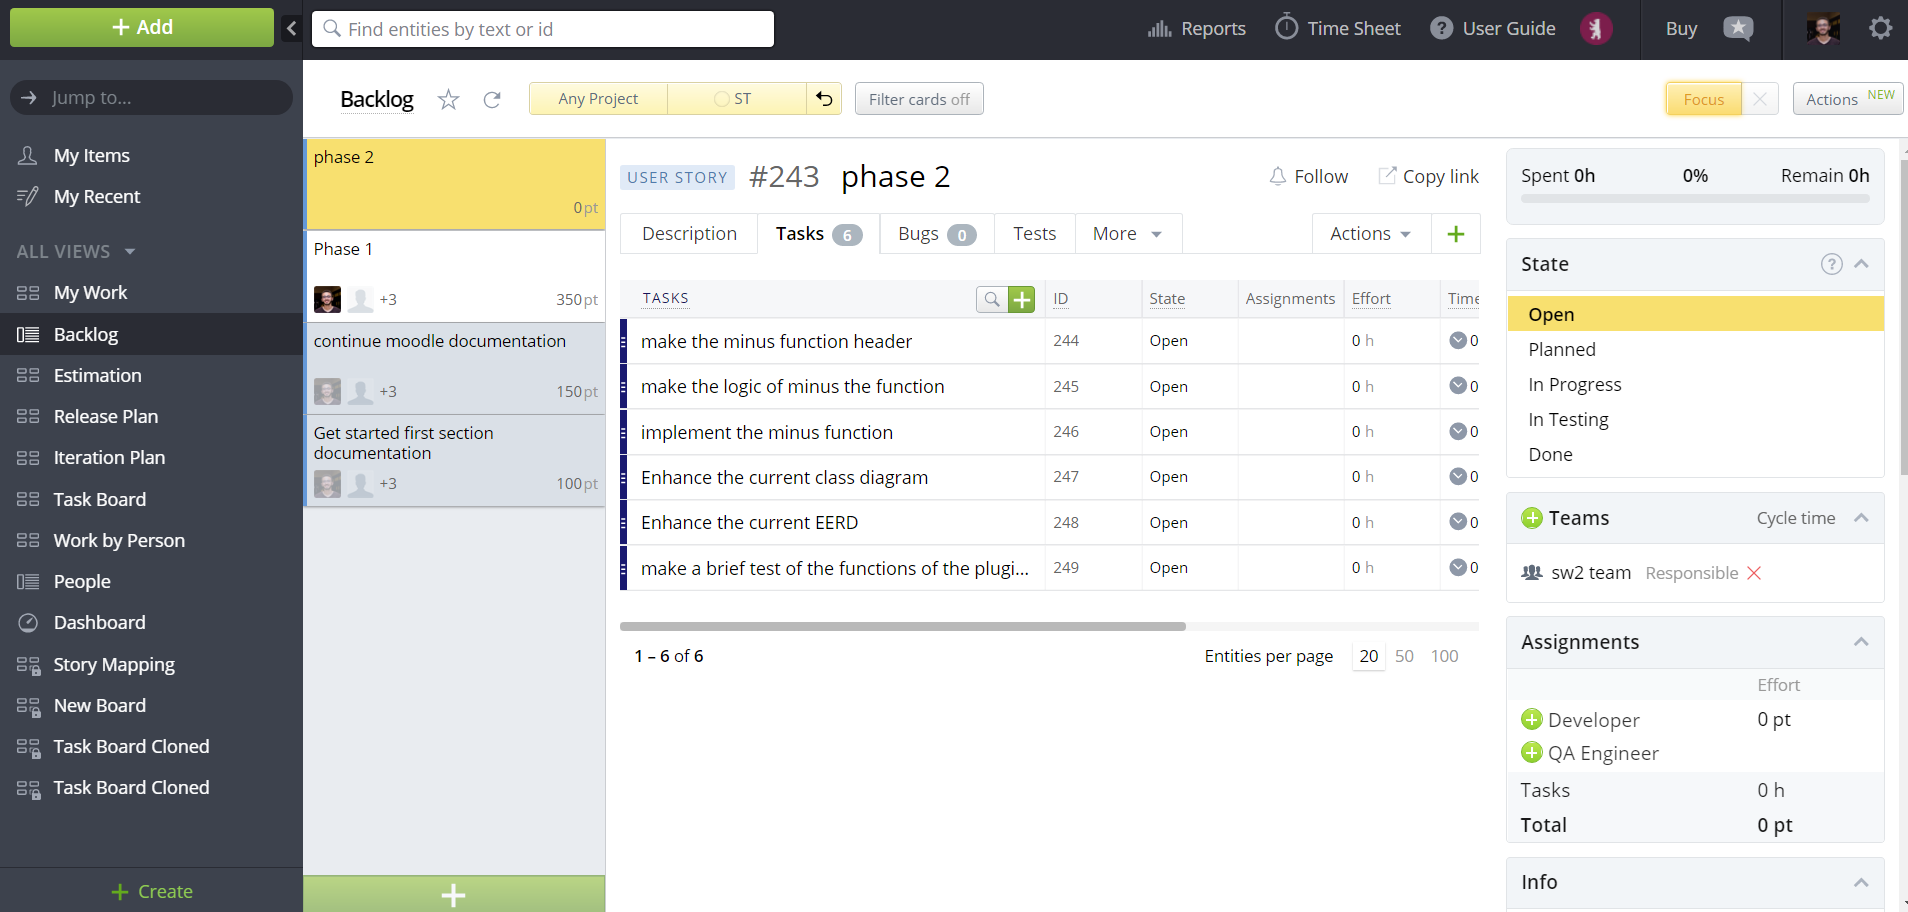 Add
Find entities by text or id
Reports
Time Sheet
User Guide
Buy
Jump to...
Backlog
Any Project
ST
Filter cards off
Focus
Actions NEW
My Items
My Recent
ALL VIEWS
My Work
Backlog
Estimation
Release Plan
Iteration Plan
Task Board
Work by Person
People
Dashboard
Story Mapping
New Board
Task Board Cloned
Task Board Cloned
Create
phase 2
0pt
Phase 1
+3 350pt
continue moodle documentation
+3 150pt
Get started first section
documentation
+3 100pt
USER STORY #243 phase 2
Follow
Copy link
Description
Tasks 6
Bugs 0
Tests
More
Actions
TASKS ID State Assignments Effort Time
make the minus function header 244 Open 0 h 0
make the logic of minus the function 245 Open 0 h 0
implement the minus function 246 Open 0 h 0
Enhance the current class diagram 247 Open 0 h 0
Enhance the current EERD 248 Open 0 h 0
make a brief test of the functions of the plugi... 249 Open 0 h 0
1 – 6 of 6
Entities per page 20 50 100
Spent 0h 0% Remain 0h
State ?
Open
Planned
In Progress
In Testing
Done
Teams Cycle time
sw2 team Responsible
Assignments
Effort
Developer 0 pt
QA Engineer
Tasks 0 h
Total 0 pt
Info